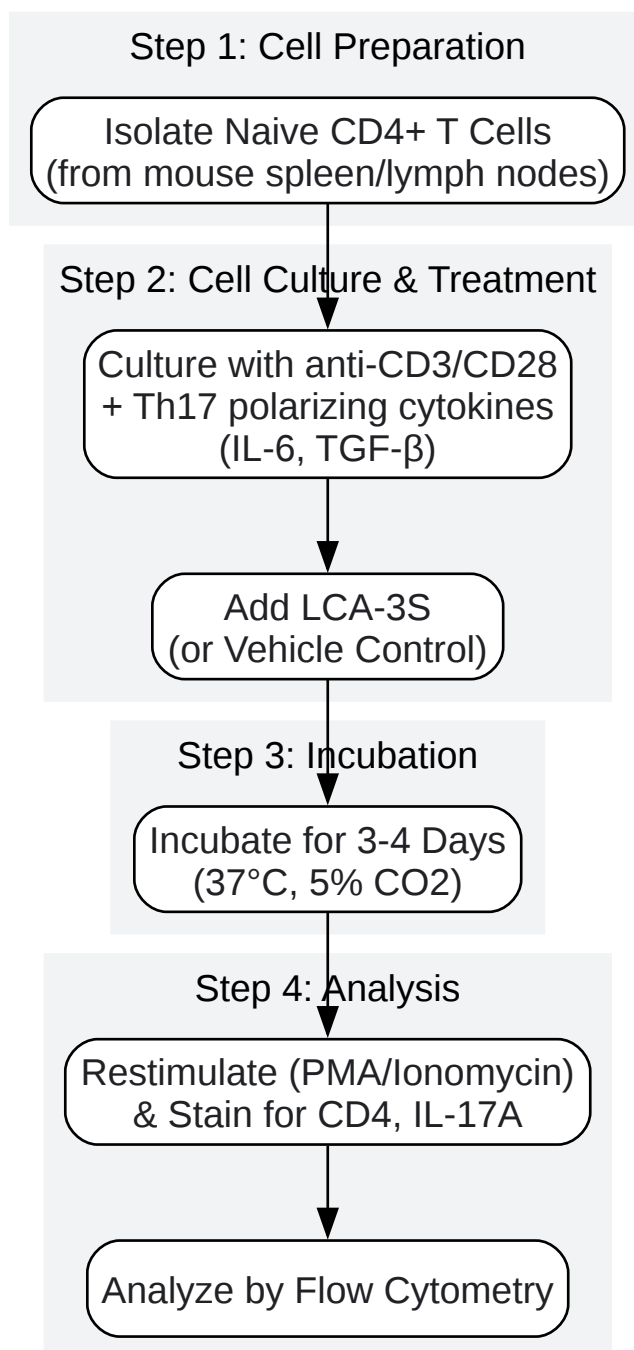 Step 1: Cell Preparation
Isolate Naive CD4+ T Cells
(from mouse spleen/lymph nodes)
Step 2: Cell Culture & Treatment
Culture with anti-CD3/CD28
+ Th17 polarizing cytokines
(IL-6, TGF-β)
Add LCA-3S
(or Vehicle Control)
Step 3: Incubation
Incubate for 3-4 Days
(37°C, 5% CO2)
Step 4: Analysis
Restimulate (PMA/Ionomycin)
& Stain for CD4, IL-17A
Analyze by Flow Cytometry